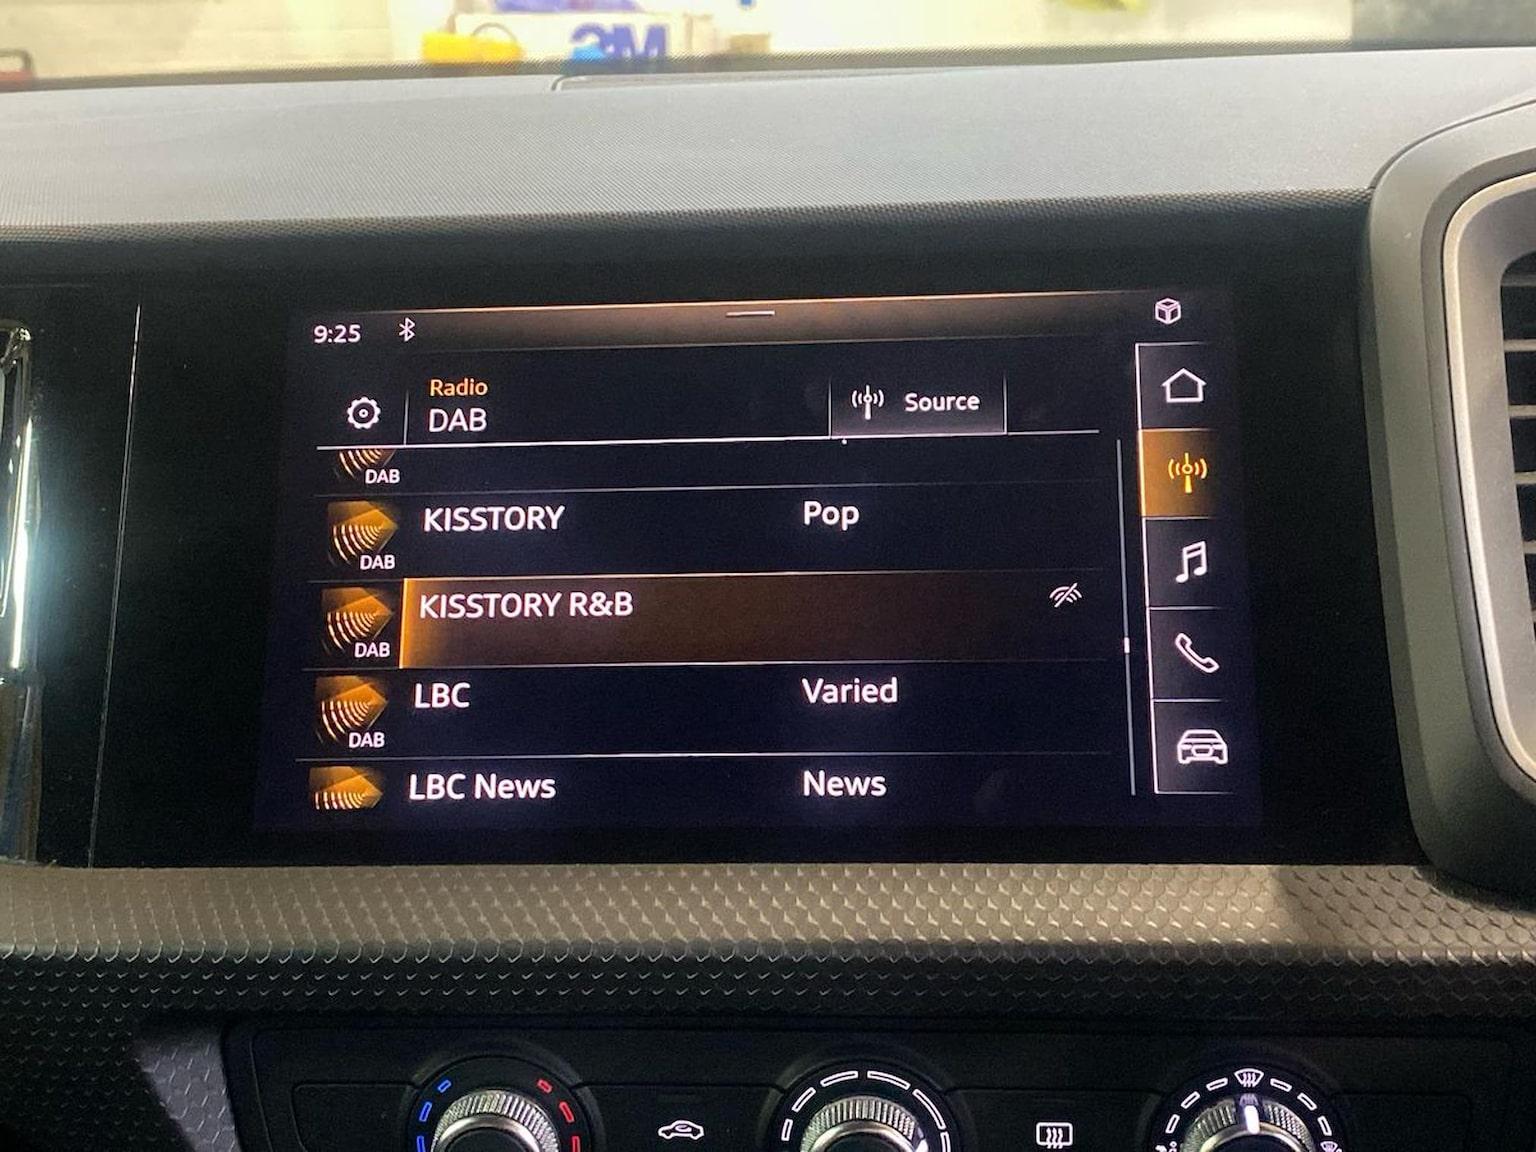 3M
9:25
Radio
DAB
Source
DAB
KISSTORY Pop
DAB
KISSTORY R&B
DAB
LBC Varied
DAB
LBC News News